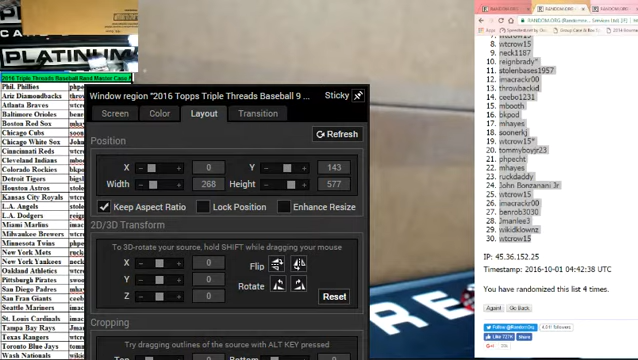 PLATINUM
2016 Triple Threads Baseball Rand Master Case
Phil. Phillies
Ariz Diamondbacks
Atlanta Braves
Baltimore Orioles
Boston Red Sox
Chicago Cubs
Chicago White Sox
Cincinnati Reds
Cleveland Indians
Colorado Rockies
Detroit Tigers
Houston Astros
Kansas City Royals
L.A. Angels
L.A. Dodgers
Miami Marlins
Milwaukee Brewers
Minnesota Twins
New York Mets
New York Yankees
Oakland Athletics
Pittsburgh Pirates
San Fran Giants
Seattle Mariners
St. Louis Cardinals
Tampa Bay Rays
Texas Rangers
Toronto Blue Jays
Window region "2016 Topps Triple Threads Baseball 9 ... Sticky
Screen Color Layout Transition
Refresh
Position
X - + 0 Y - + 143
Width - + 268 Height - + 577
Keep Aspect Ratio Lock Position Enhance Resize
2D/3D Transform
To 3D-rotate your source, hold SHIFT while dragging your mouse
X - + 0 Flip
Y - + 0 Rotate
Z - + 0 Reset
Cropping
Try dragging outlines of the source with ALT KEY pressed
RE
8. wtcrow15
9. neck1187
10. reignbrady"
11. stolenbases1957
12. imacrackr00
13. throwbackd
14. ceebo1231
15. mbooth
16. bkpod
17. mhayes
18. soonerkj
19. wtcrow15"
20. tommyboyjr23
21. phpecht
22. mhayes
23. ruckdaddy
24. John Bonzanani Jr
25. wtcrow15
26. imacrackr00
27. benrob3030
28. Jmanlee3
29. wikidklownz
30. wtcrow15
IP: 45.36.152.25
Timestamp: 2016-10-01 04:42:38 UTC
You have randomized this list 4 times.
Again! Go Back
Follow @RandomOrg
Like 727K Share